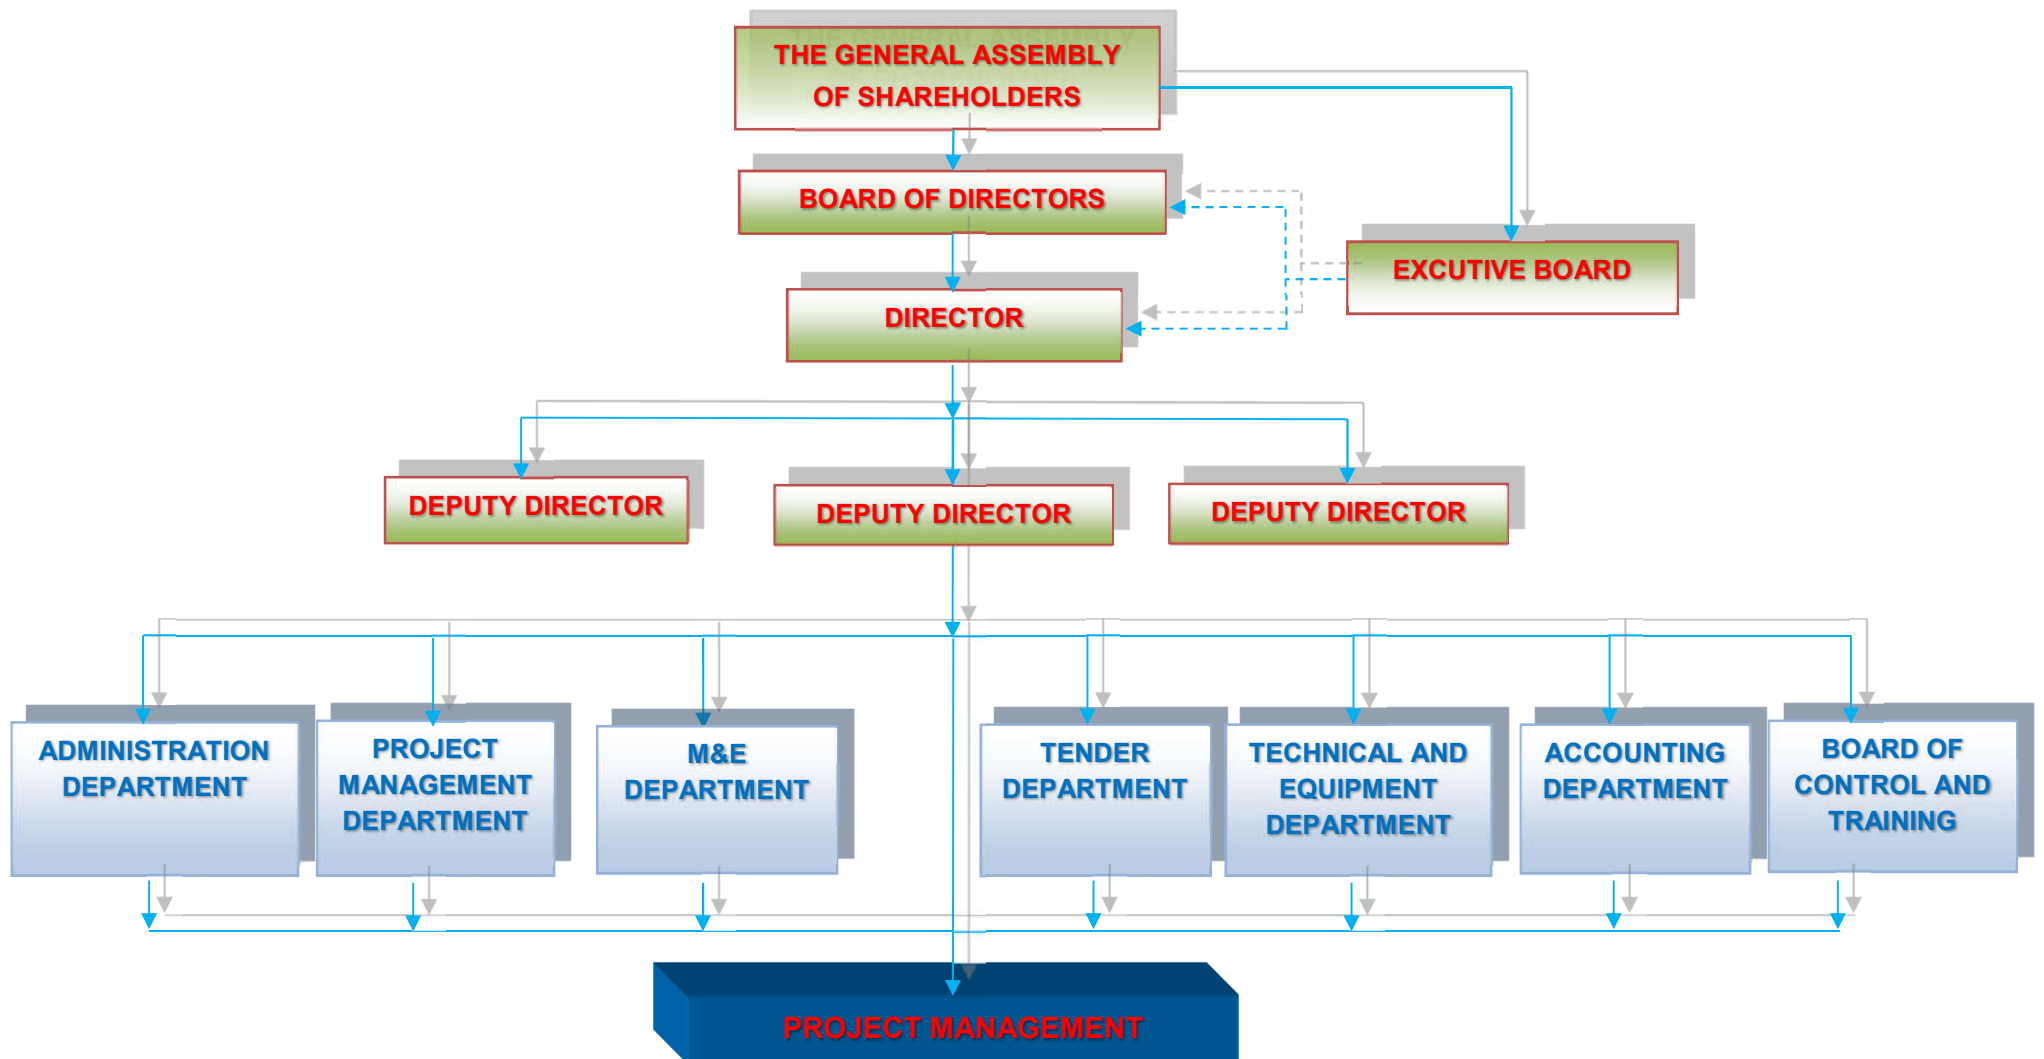 THE GENERAL ASSEMBLY
OF SHAREHOLDERS
BOARD OF DIRECTORS
EXCUTIVE BOARD
DIRECTOR
DEPUTY DIRECTOR
DEPUTY DIRECTOR
DEPUTY DIRECTOR
ADMINISTRATION
DEPARTMENT
PROJECT
MANAGEMENT
DEPARTMENT
M&E
DEPARTMENT
TENDER
DEPARTMENT
TECHNICAL AND
EQUIPMENT
DEPARTMENT
ACCOUNTING
DEPARTMENT
BOARD OF
CONTROL AND
TRAINING
PROJECT MANAGEMENT